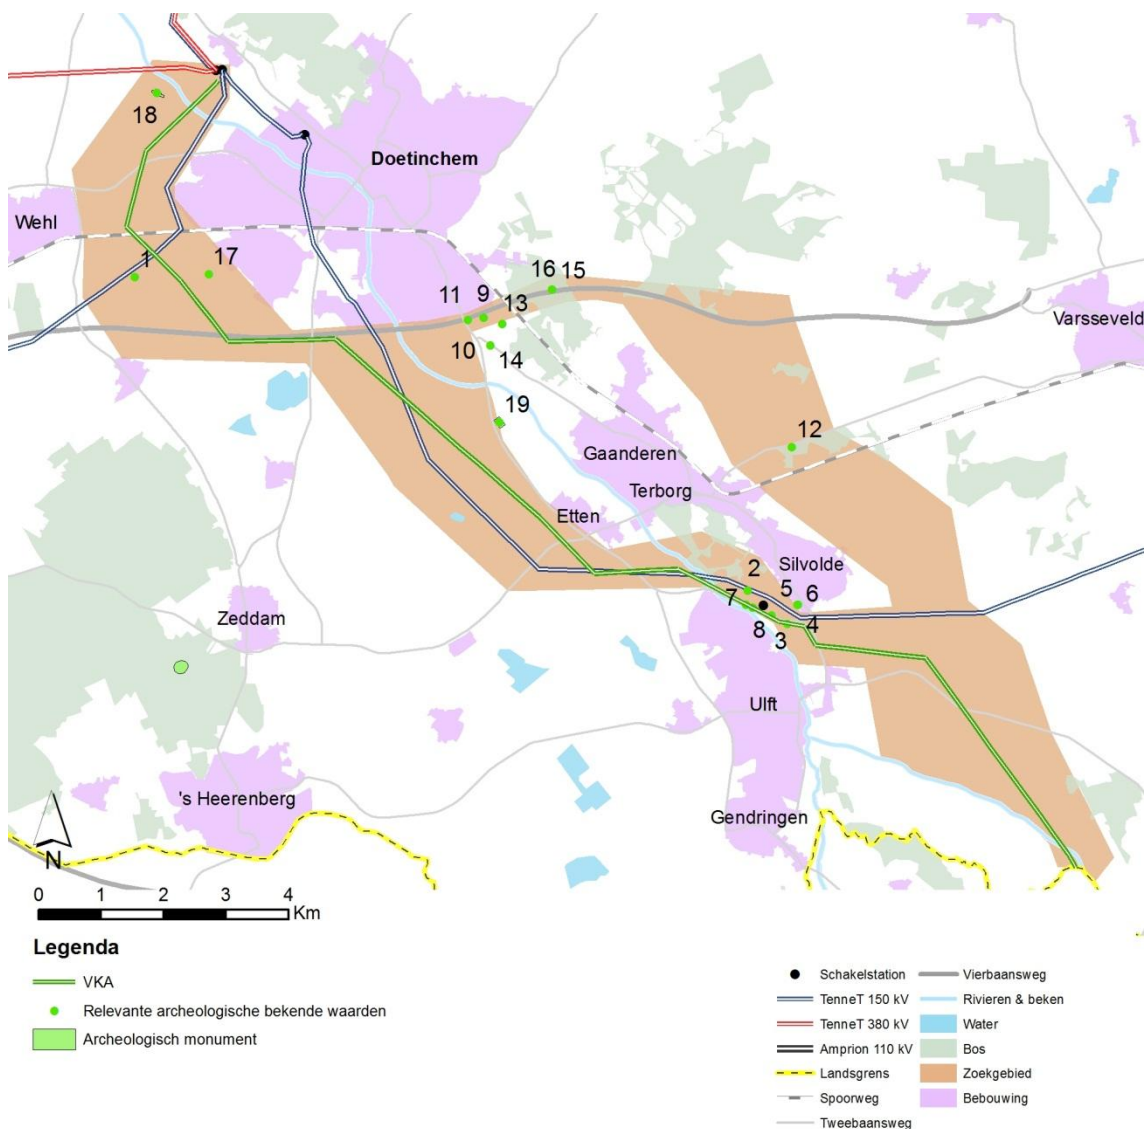 18
Doetinchem
Wehl
1
17
16 15
11 9 13
Varsseveld
10 14
19
12
Gaanderen
Terborg
Etten
Silvolde
2
5 6
7
8 4
3
Zeddam
Ulft
's Heerenberg
Gendringen
N
0 1 2 3 4
Km
Legenda
VKA
Relevante archeologische bekende waarden
Archeologisch monument
Schakelstation
TenneT 150 kV
TenneT 380 kV
Amprion 110 kV
Landsgrens
Spoorweg
Tweebaansweg
Vierbaansweg
Rivieren & beken
Water
Bos
Zoekgebied
Bebouwing